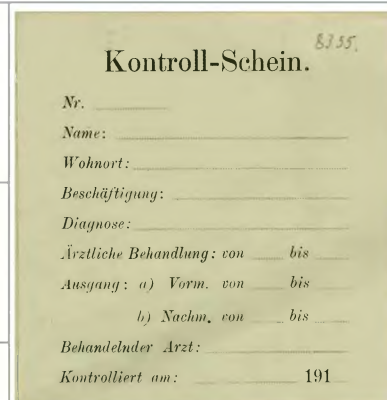 8335.
Kontroll-Schein.
Nr.
Name:
Wohnort:
Beschäftigung:
Diagnose:
Ärztliche Behandlung: von bis
Ausgang: a) Vorm. von bis
b) Nachm. von bis
Behandelnder Arzt:
Kontrolliert am: 191